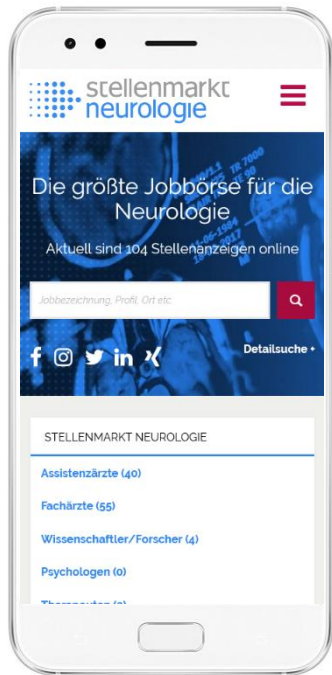 stellenmarkt
neurologie
Die größte Jobbörse für die
Neurologie
Aktuell sind 104 Stellenanzeigen online
Jobbezeichnung, Profil, Ort etc.
Detailsuche +
STELLENMARKT NEUROLOGIE
Assistenzärzte (40)
Fachärzte (55)
Wissenschaftler/Forscher (4)
Psychologen (0)